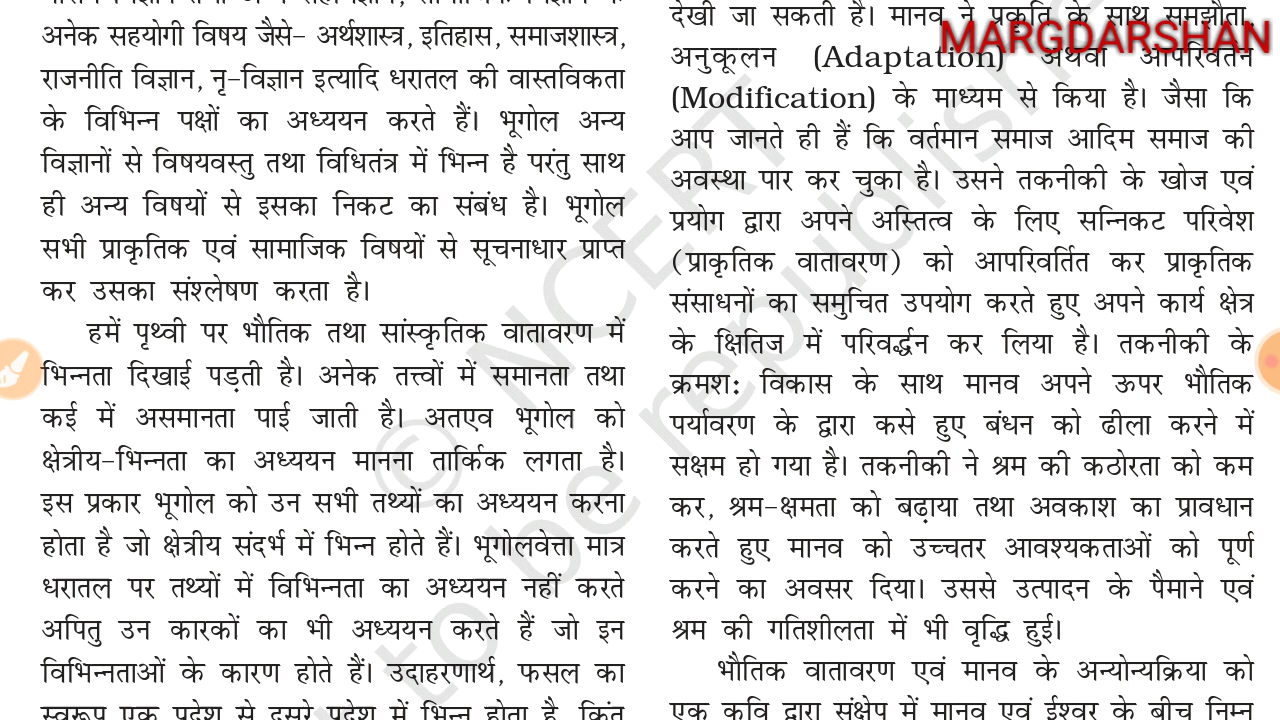 अनेक सहयोगी विषय जैसे– अर्थशास्त्र, इतिहास, समाजशास्त्र,
राजनीति विज्ञान, नृ–विज्ञान इत्यादि धरातल की वास्तविकता
के विभिन्न पक्षों का अध्ययन करते हैं। भूगोल अन्य
विज्ञानों से विषयवस्तु तथा विधितंत्र में भिन्न है परंतु साथ
ही अन्य विषयों से इसका निकट का संबंध है। भूगोल
सभी प्राकृतिक एवं सामाजिक विषयों से सूचनाधार प्राप्त
कर उसका संश्लेषण करता है।
हमें पृथ्वी पर भौतिक तथा सांस्कृतिक वातावरण में
भिन्नता दिखाई पड़ती है। अनेक तत्त्वों में समानता तथा
कई में असमानता पाई जाती है। अतएव भूगोल को
क्षेत्रीय–भिन्नता का अध्ययन मानना तार्किक लगता है।
इस प्रकार भूगोल को उन सभी तथ्यों का अध्ययन करना
होता है जो क्षेत्रीय संदर्भ में भिन्न होते हैं। भूगोलवेत्ता मात्र
धरातल पर तथ्यों में विभिन्नता का अध्ययन नहीं करते
अपितु उन कारकों का भी अध्ययन करते हैं जो इन
विभिन्नताओं के कारण होते हैं। उदाहरणार्थ, फसल का
स्वरूप एक प्रदेश से दूसरे प्रदेश में भिन्न होता है, किंतु
देखी जा सकती है। मानव ने प्रकृति के साथ समझौता,
MARGDARSHAN
अनुकूलन (Adaptation) अथवा आपरिवर्तन
(Modification) के माध्यम से किया है। जैसा कि
आप जानते ही हैं कि वर्तमान समाज आदिम समाज की
अवस्था पार कर चुका है। उसने तकनीकी के खोज एवं
प्रयोग द्वारा अपने अस्तित्व के लिए सन्निकट परिवेश
(प्राकृतिक वातावरण) को आपरिवर्तित कर प्राकृतिक
संसाधनों का समुचित उपयोग करते हुए अपने कार्य क्षेत्र
के क्षितिज में परिवर्द्धन कर लिया है। तकनीकी के
क्रमशः विकास के साथ मानव अपने ऊपर भौतिक
पर्यावरण के द्वारा कसे हुए बंधन को ढीला करने में
सक्षम हो गया है। तकनीकी ने श्रम की कठोरता को कम
कर, श्रम–क्षमता को बढ़ाया तथा अवकाश का प्रावधान
करते हुए मानव को उच्चतर आवश्यकताओं को पूर्ण
करने का अवसर दिया। उससे उत्पादन के पैमाने एवं
श्रम की गतिशीलता में भी वृद्धि हुई।
भौतिक वातावरण एवं मानव के अन्योन्यक्रिया को
एक कवि द्वारा संक्षेप में मानव एवं ईश्वर के बीच निम्न
© NCERT
to be republishe